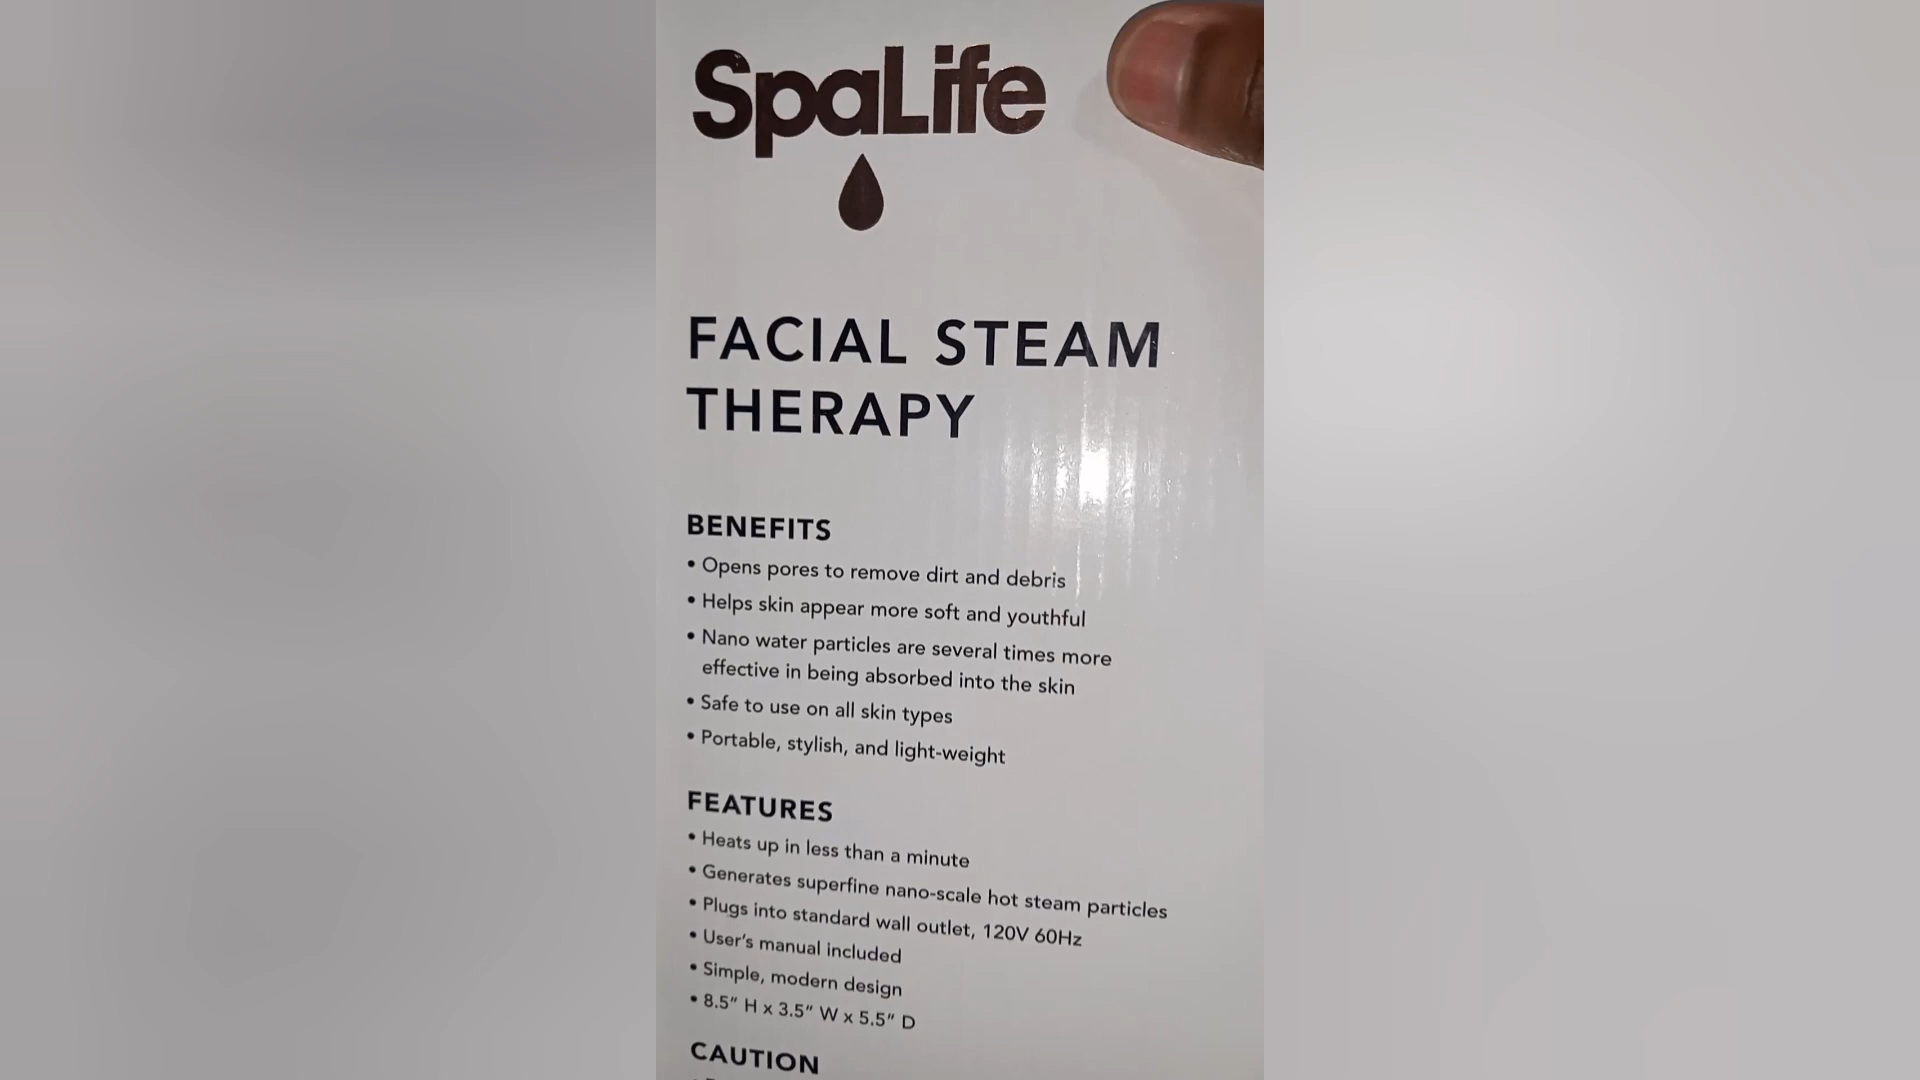 SpaLife
FACIAL STEAM
THERAPY
BENEFITS
• Opens pores to remove dirt and debris
• Helps skin appear more soft and youthful
• Nano water particles are several times more
effective in being absorbed into the skin
• Safe to use on all skin types
• Portable, stylish, and light-weight
FEATURES
• Heats up in less than a minute
• Generates superfine nano-scale hot steam particles
• Plugs into standard wall outlet, 120V 60Hz
• User's manual included
• Simple, modern design
• 8.5" H x 3.5" W x 5.5" D
CAUTION